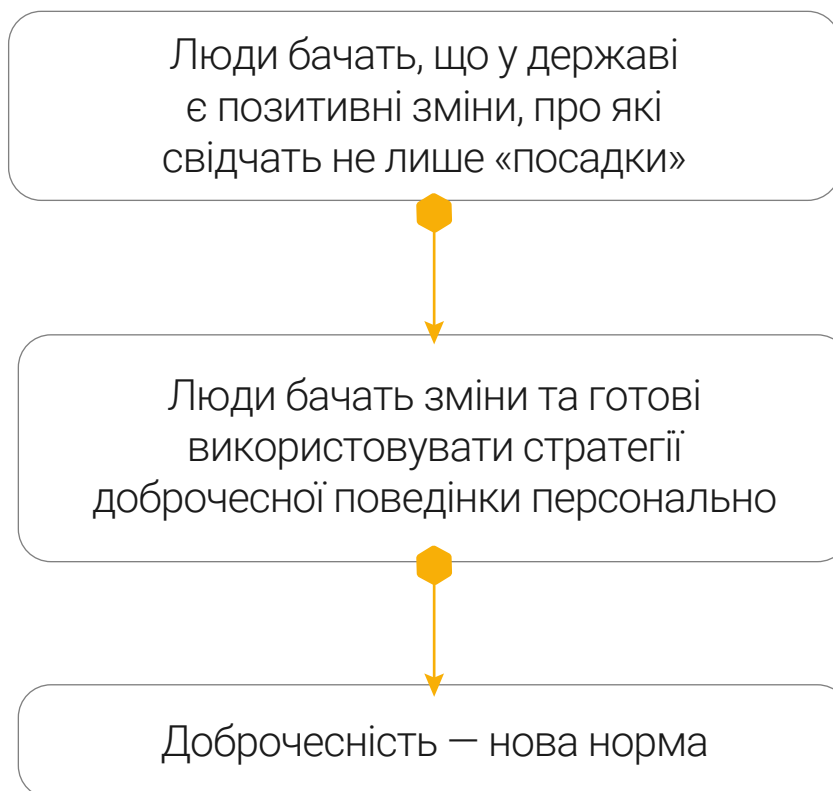 Люди бачать, що у державі
є позитивні зміни, про які
свідчать не лише «посадки»
Люди бачать зміни та готові
використовувати стратегії
доброчесної поведінки персонально
Доброчесність — нова норма